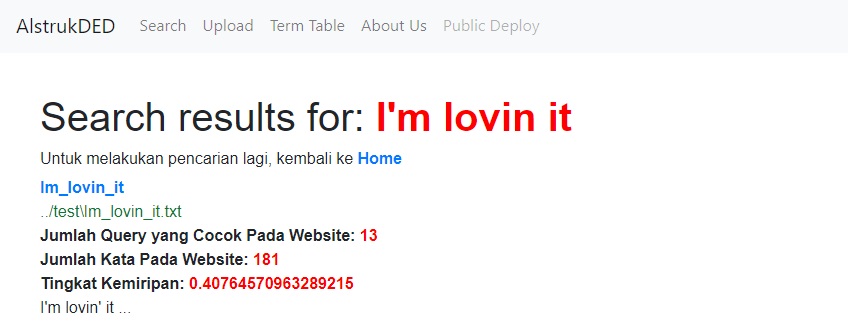 AlstrukDED Search Upload Term Table About Us Public Deploy
Search results for: I'm lovin it
Untuk melakukan pencarian lagi, kembali ke Home
Im_lovin_it
../test\Im_lovin_it.txt
Jumlah Query yang Cocok Pada Website: 13
Jumlah Kata Pada Website: 181
Tingkat Kemiripan: 0.40764570963289215
I'm lovin' it ...